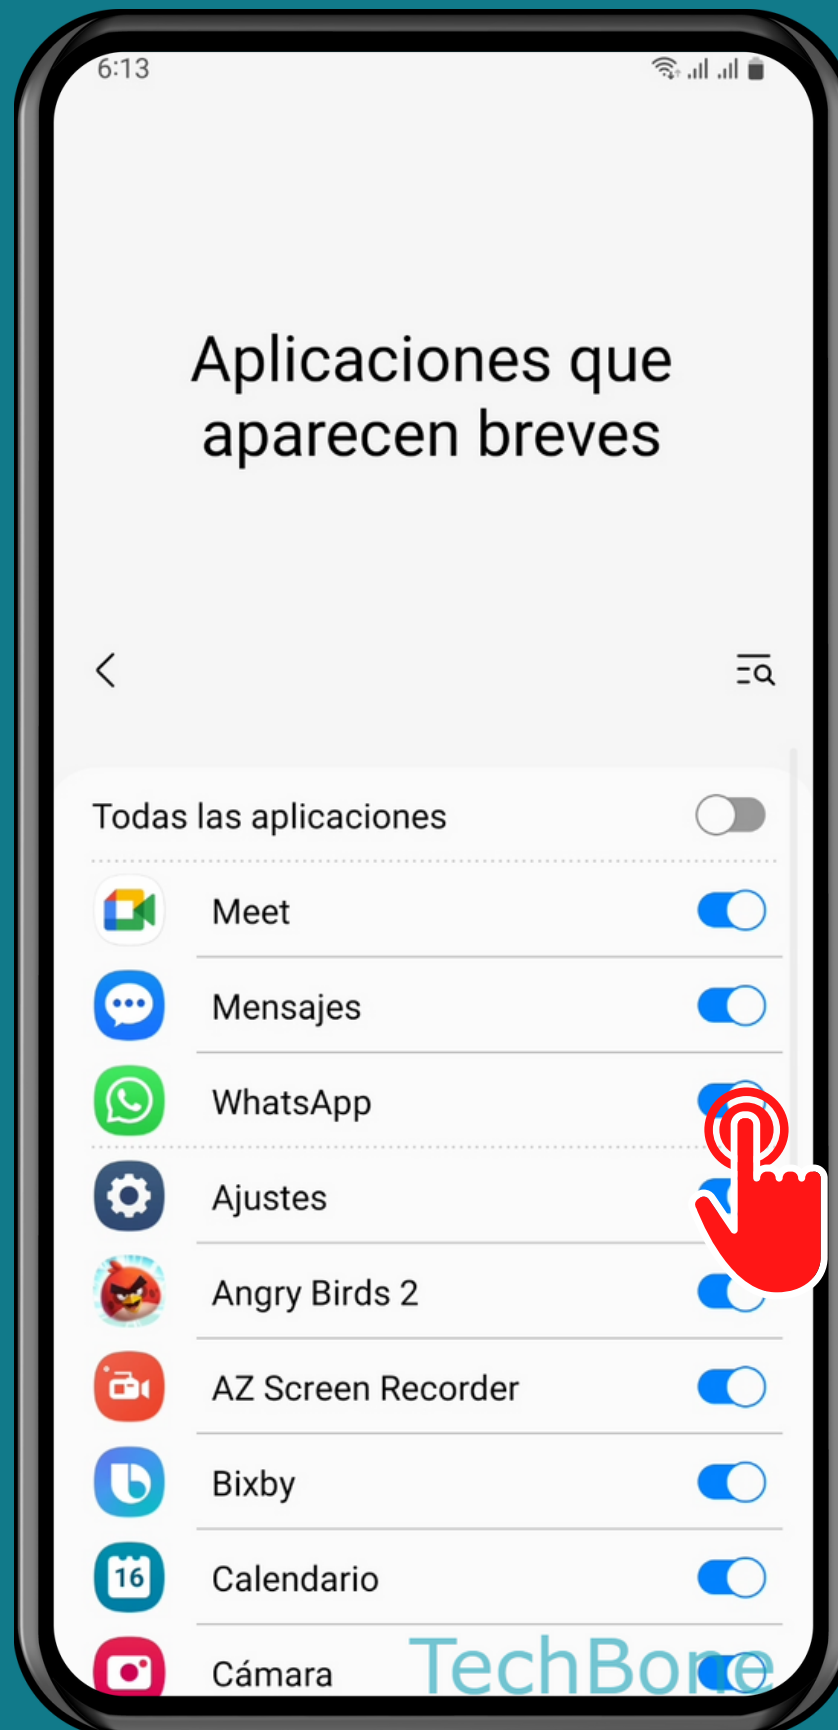 6:13
Aplicaciones que
aparecen breves
Todas las aplicaciones
Meet
Mensajes
WhatsApp
Ajustes
Angry Birds 2
AZ Screen Recorder
Bixby
16
Calendario
Cámara
TechBone